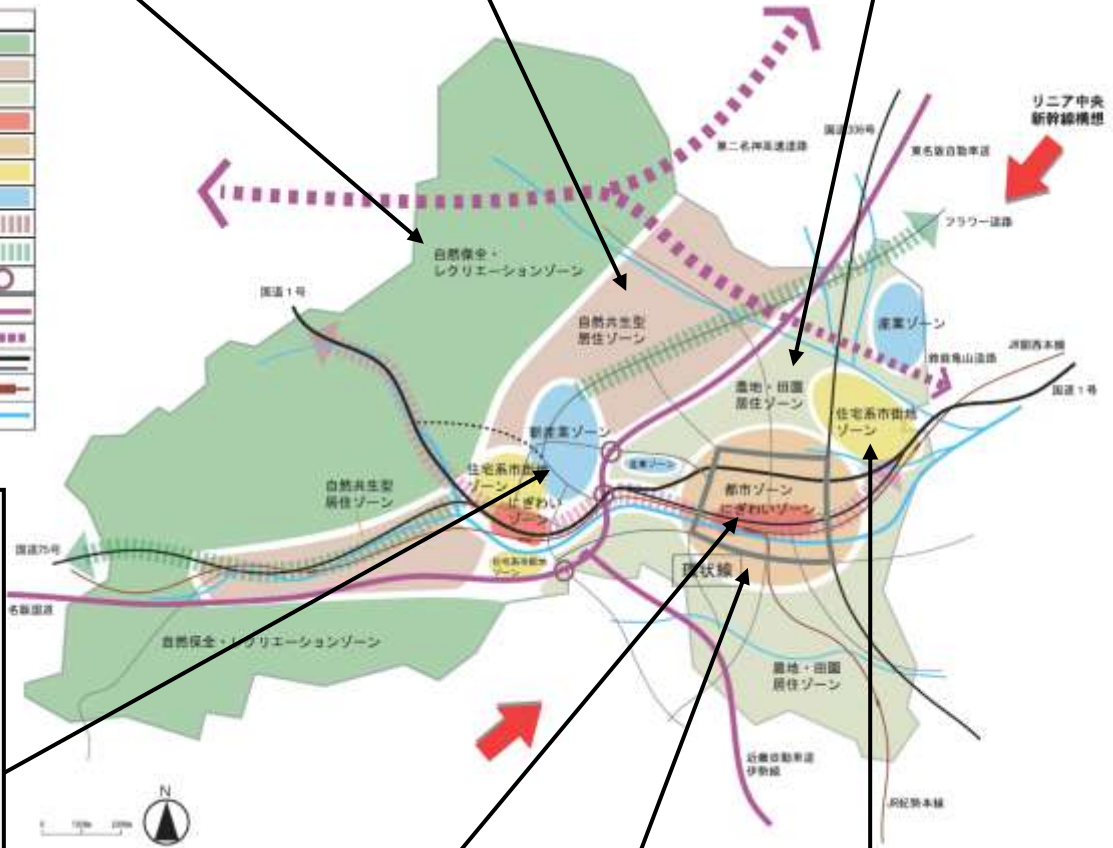 リニア中央
新幹線構想
国道306号
第二名神高速道路
東名阪自動車道
フラワー道路
自然保全・
レクリエーションゾーン
国道1号
自然共生型
居住ゾーン
産業ゾーン
鈴鹿亀山道路
JR関西本線
国道1号
農地・田園
居住ゾーン
住宅系市街地
ゾーン
新産業ゾーン
産業ゾーン
住宅系市街地
ゾーン
にぎわい
ゾーン
自然共生型
居住ゾーン
都市ゾーン
にぎわいゾーン
国道25号
住宅系市街地
ゾーン
環状線
名阪国道
自然保全・レクリエーションゾーン
農地・田園
居住ゾーン
近畿自動車道
伊勢線
JR紀勢本線
N
0